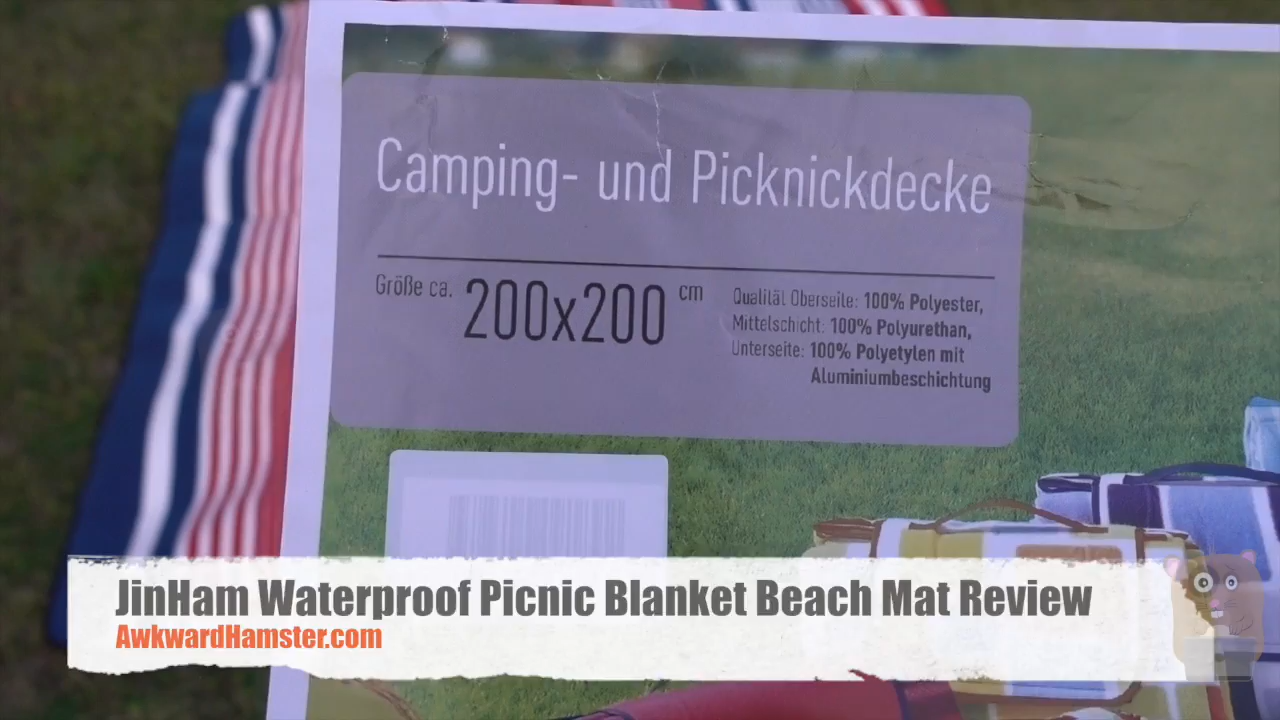 Camping- und Picknickdecke
Größe ca. 200x200 cm
Qualität Oberseite: 100% Polyester,
Mittelschicht: 100% Polyurethan,
Unterseite: 100% Polyetylen mit
Aluminiumbeschichtung
JinHam Waterproof Picnic Blanket Beach Mat Review
AwkwardHamster.com